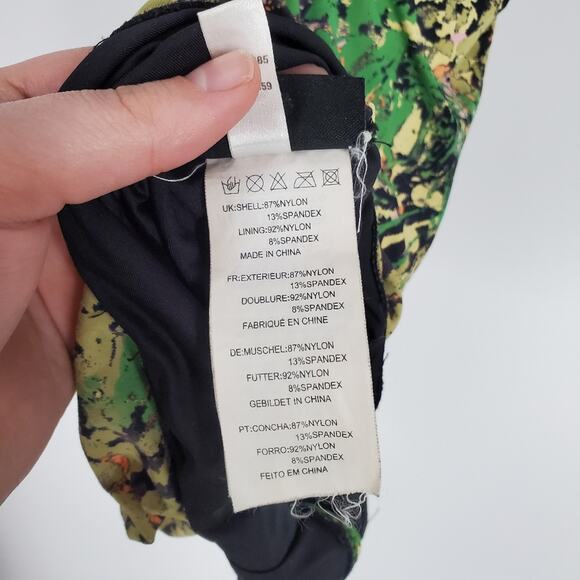 85
59
UK:SHELL:87%NYLON
13%SPANDEX
LINING:92%NYLON
8%SPANDEX
MADE IN CHINA
FR:EXTERIEUR:87%NYLON
13%SPANDEX
DOUBLURE:92%NYLON
8%SPANDEX
FABRIQUÉ EN CHINE
DE:MUSCHEL:87%NYLON
13%SPANDEX
FUTTER:92%NYLON
8%SPANDEX
GEBILDET IN CHINA
PT:CONCHA:87%NYLON
13%SPANDEX
FORRO:92%NYLON
8%SPANDEX
FEITO EM CHINA